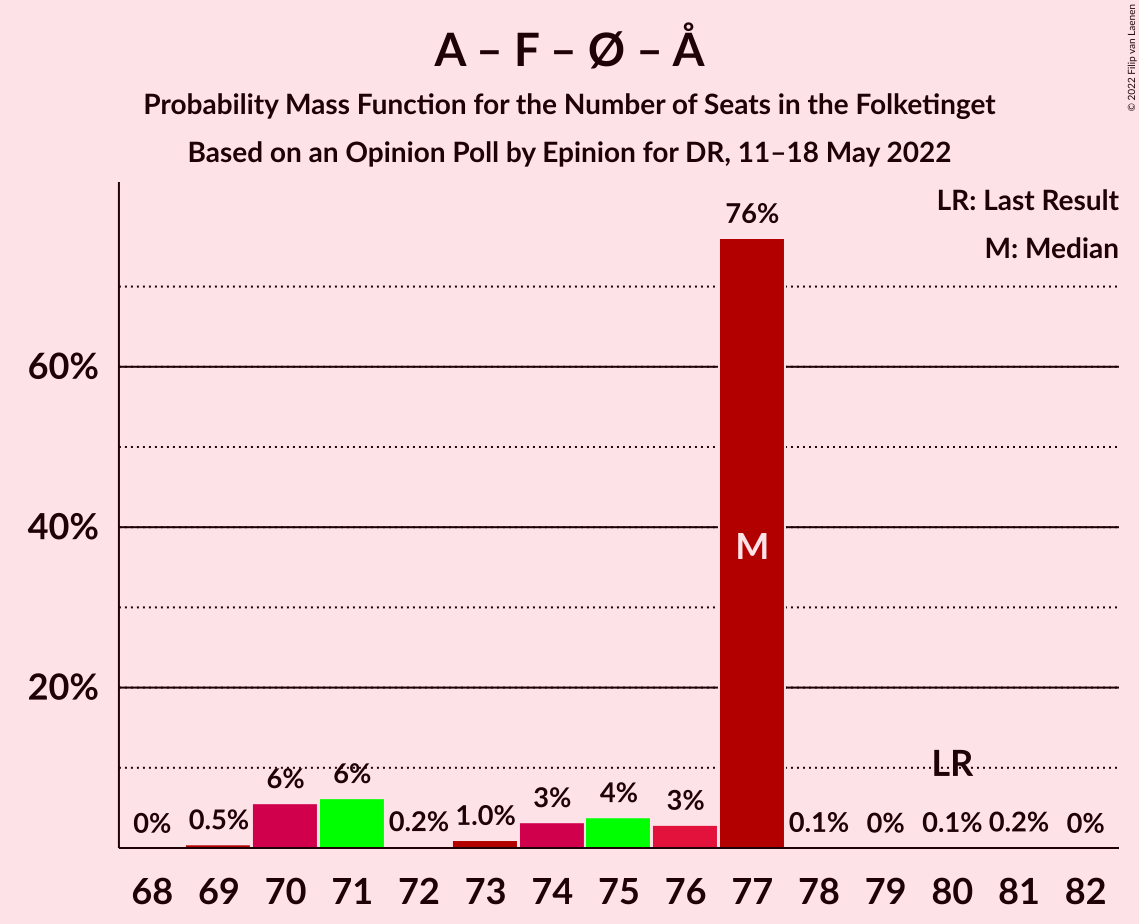 A – F – Ø – Å
Probability Mass Function for the Number of Seats in the Folketinget
Based on an Opinion Poll by Epinion for DR, 11–18 May 2022
© 2022 Filip van Laenen
LR: Last Result
M: Median
76%
60%
40%
20%
M
LR
0% 0.5% 6% 6% 0.2% 1.0% 3% 4% 3% 0.1% 0% 0.1% 0.2% 0%
68 69 70 71 72 73 74 75 76 77 78 79 80 81 82